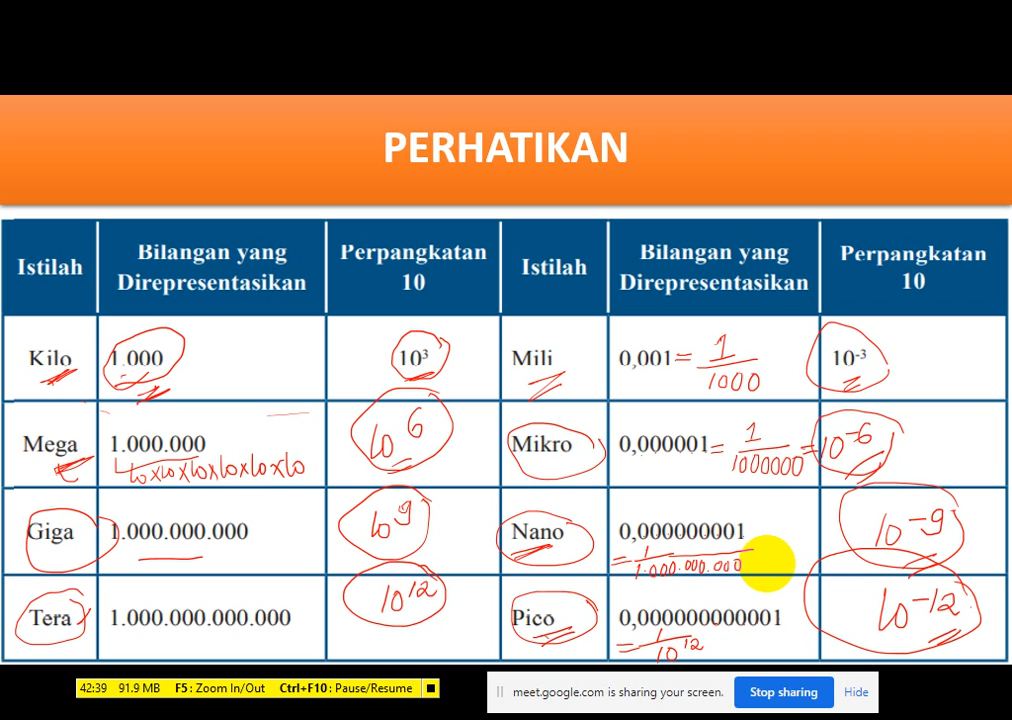 PERHATIKAN
Istilah
Bilangan yang
Direpresentasikan
Perpangkatan
10
Istilah
Bilangan yang
Direpresentasikan
Perpangkatan
10
Kilo
1.000
10³
Mili
0,001 = 1/1000
10⁻³
Mega
1.000.000
10x10x10x10x10x10
10⁶
Mikro
0,000001 = 1/1000000 = 10⁻⁶
Giga
1.000.000.000
10⁹
Nano
0,000000001
= 1/1.000.000.000
10⁻⁹
Tera
1.000.000.000.000
10¹²
Pico
0,000000000001
= 1/10¹²
10⁻¹²
42:39 91.9 MB F5: Zoom In/Out Ctrl+F10: Pause/Resume
meet.google.com is sharing your screen. Stop sharing Hide